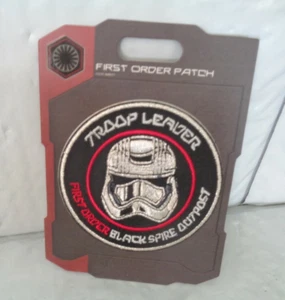 FIRST ORDER PATCH
TROOP LEADER
FIRST ORDER BLACK SPIRE OUTPOST